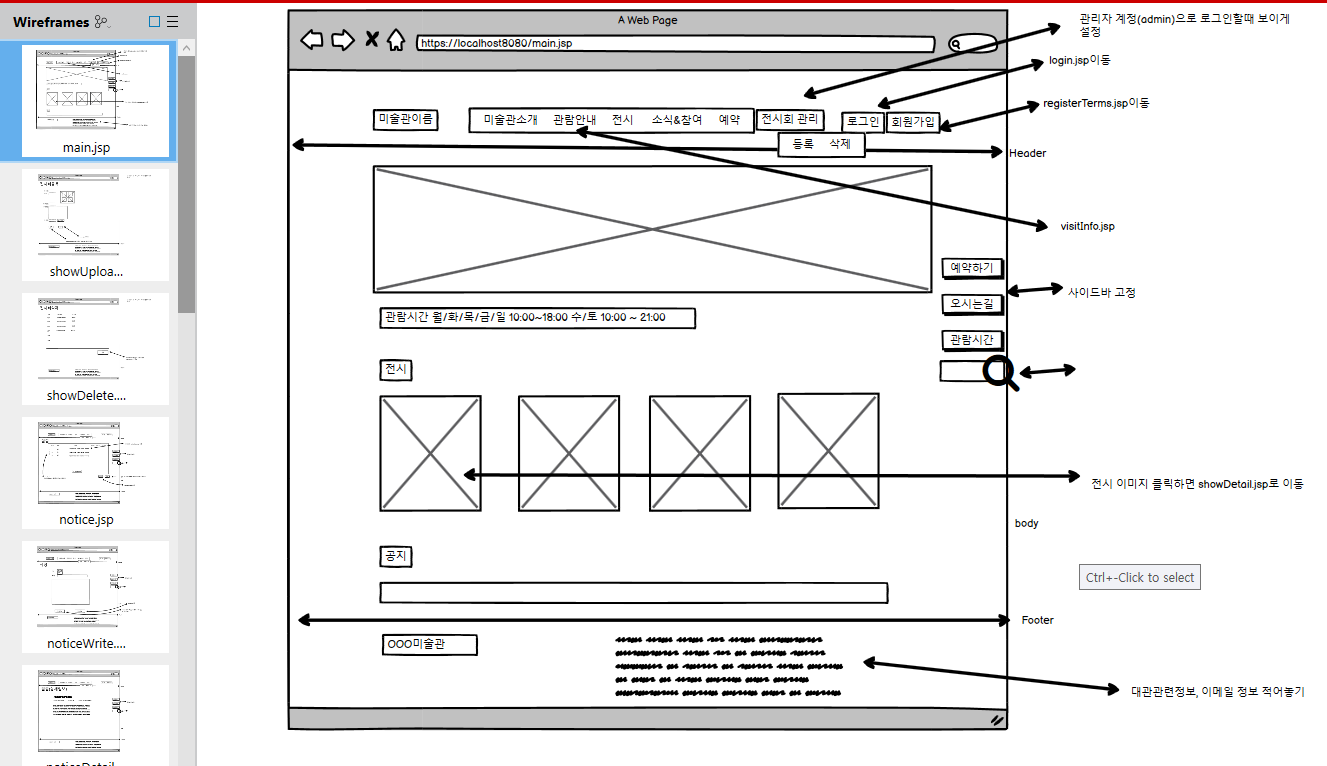 Wireframes
main.jsp
showUploa...
showDelete....
notice.jsp
noticeWrite....
A Web Page
https://localhost8080/main.jsp
미술관이름
미술관소개 관람안내 전시 소식&참여 예약
전시회 관리
로그인
회원가입
등록 삭제
관람시간 월/화/목/금/일 10:00~18:00 수/토 10:00 ~ 21:00
예약하기
오시는길
관람시간
전시
공지
OOO미술관
관리자 계정(admin)으로 로그인할때 보이게
설정
login.jsp이동
registerTerms.jsp이동
Header
visitInfo.jsp
사이드바 고정
전시 이미지 클릭하면 showDetail.jsp로 이동
body
Ctrl+-Click to select
Footer
대관관련정보, 이메일 정보 적어놓기